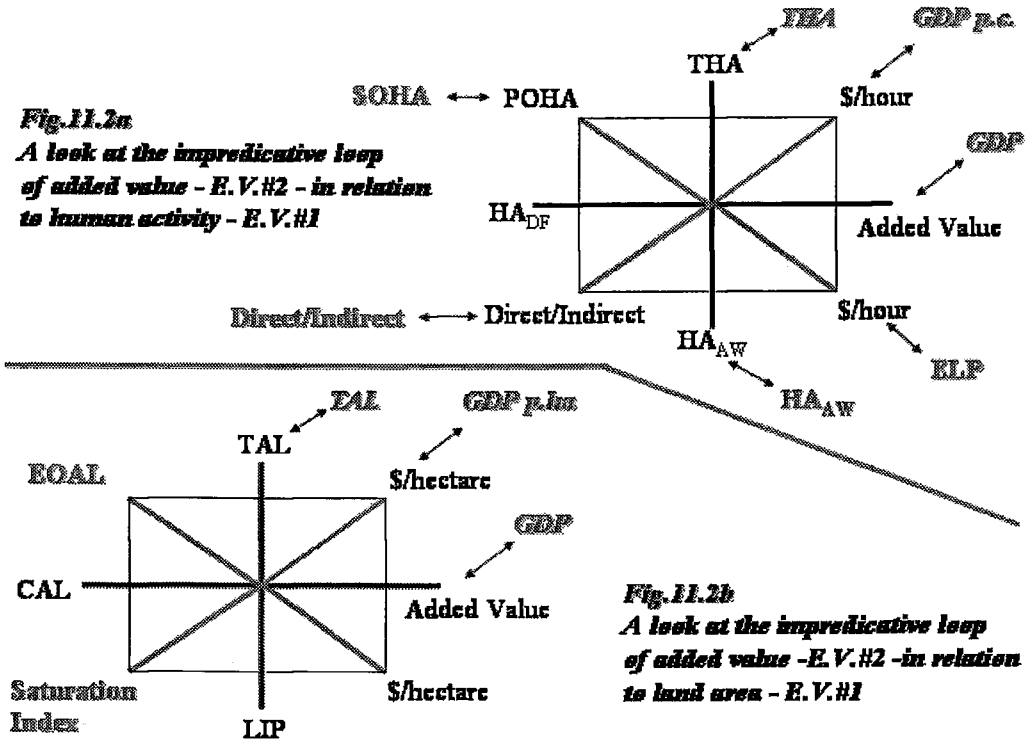 THA
GDP p.c.
THA
SOHA
POHA
$/hour
Fig.11.2a
A look at the impredicative loop
of added value - E.V.#2 - in relation
to human activity - E.V.#1
GDP
HADF
Added Value
Direct/Indirect
Direct/Indirect
$/hour
HAAW
ELP
HAAW
TAL
GDP p.ha
TAL
EOAL
$/hectare
GDP
CAL
Added Value
Fig.11.2b
A look at the impredicative loop
of added value -E.V.#2 -in relation
to land area - E.V.#1
Saturation
Index
$/hectare
LIP